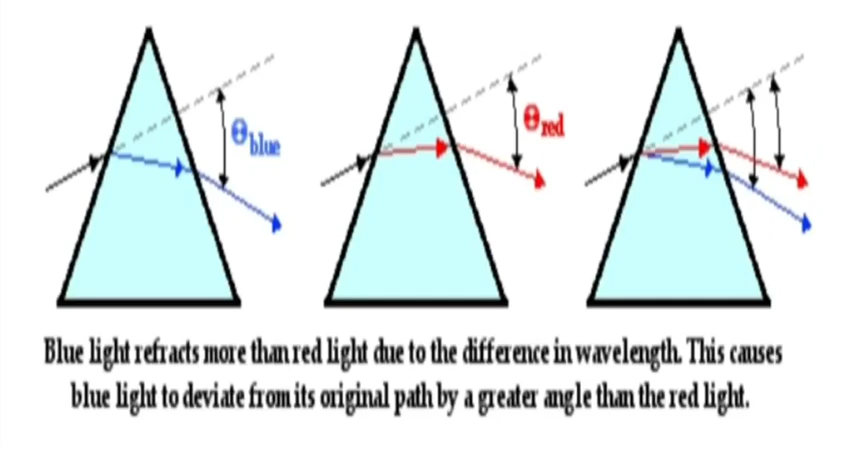 Θblue
Θred
Blue light refracts more than red light due to the difference in wavelength. This causes
blue light to deviate from its original path by a greater angle than the red light.